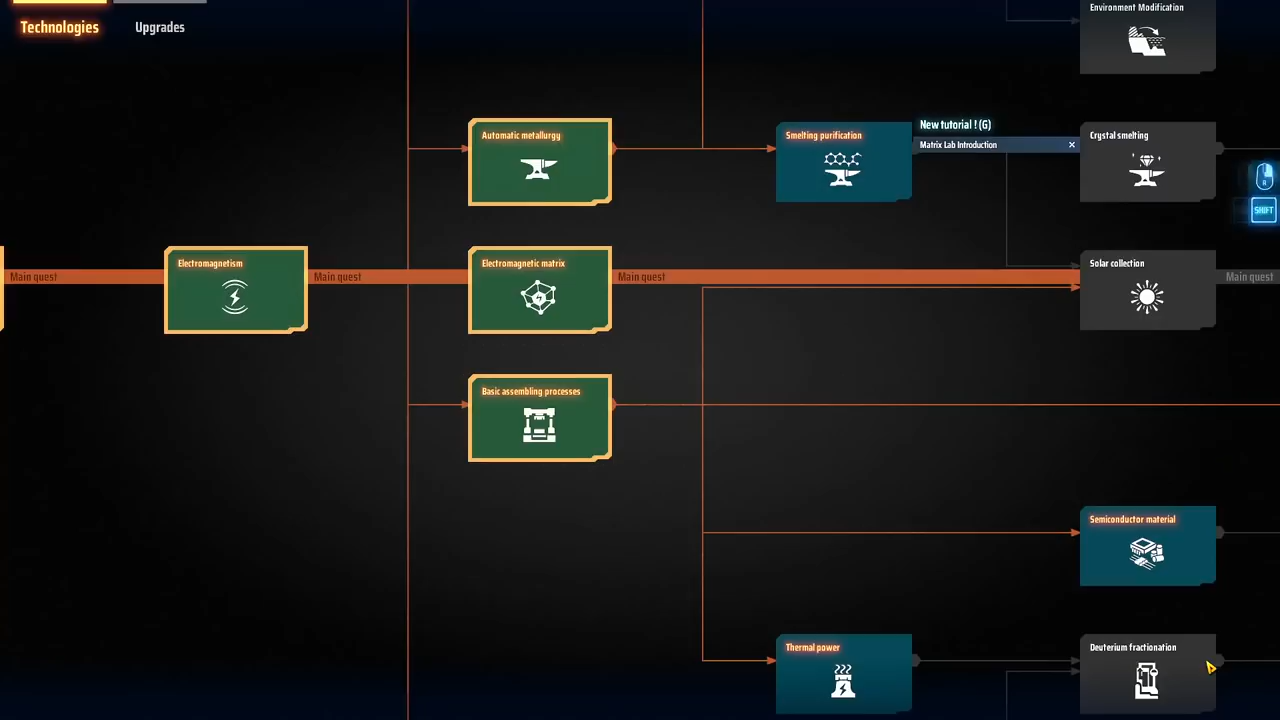 Technologies
Upgrades
Environment Modification
Automatic metallurgy
Smelting purification
New tutorial ! (G)
Matrix Lab Introduction
×
Crystal smelting
R
SHIFT
Main quest
Electromagnetism
Main quest
Electromagnetic matrix
Main quest
Solar collection
Main quest
Basic assembling processes
Semiconductor material
Thermal power
Deuterium fractionation